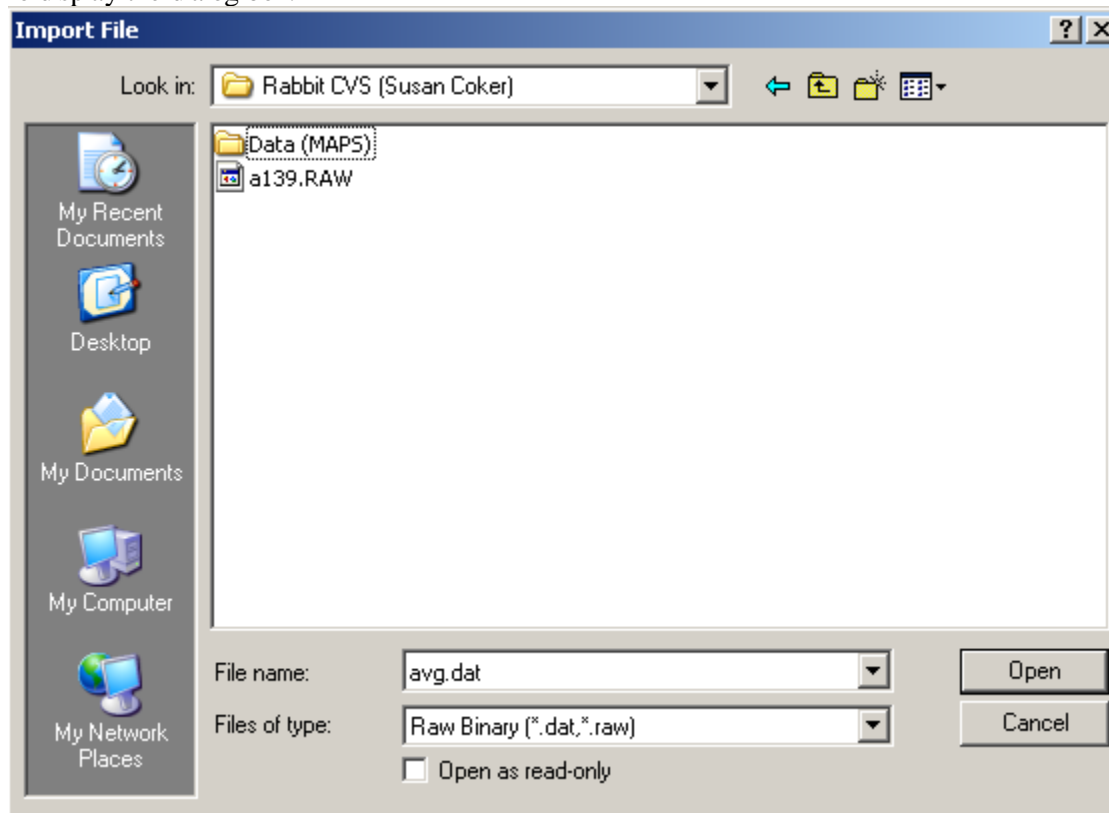 Import File
Look in: Rabbit CVS (Susan Coker)
My Recent
Documents
Desktop
My Documents
My Computer
My Network
Places
Data (MAPS)
a139.RAW
File name: avg.dat Open
Files of type: Raw Binary (*.dat,*.raw) Cancel
Open as read-only